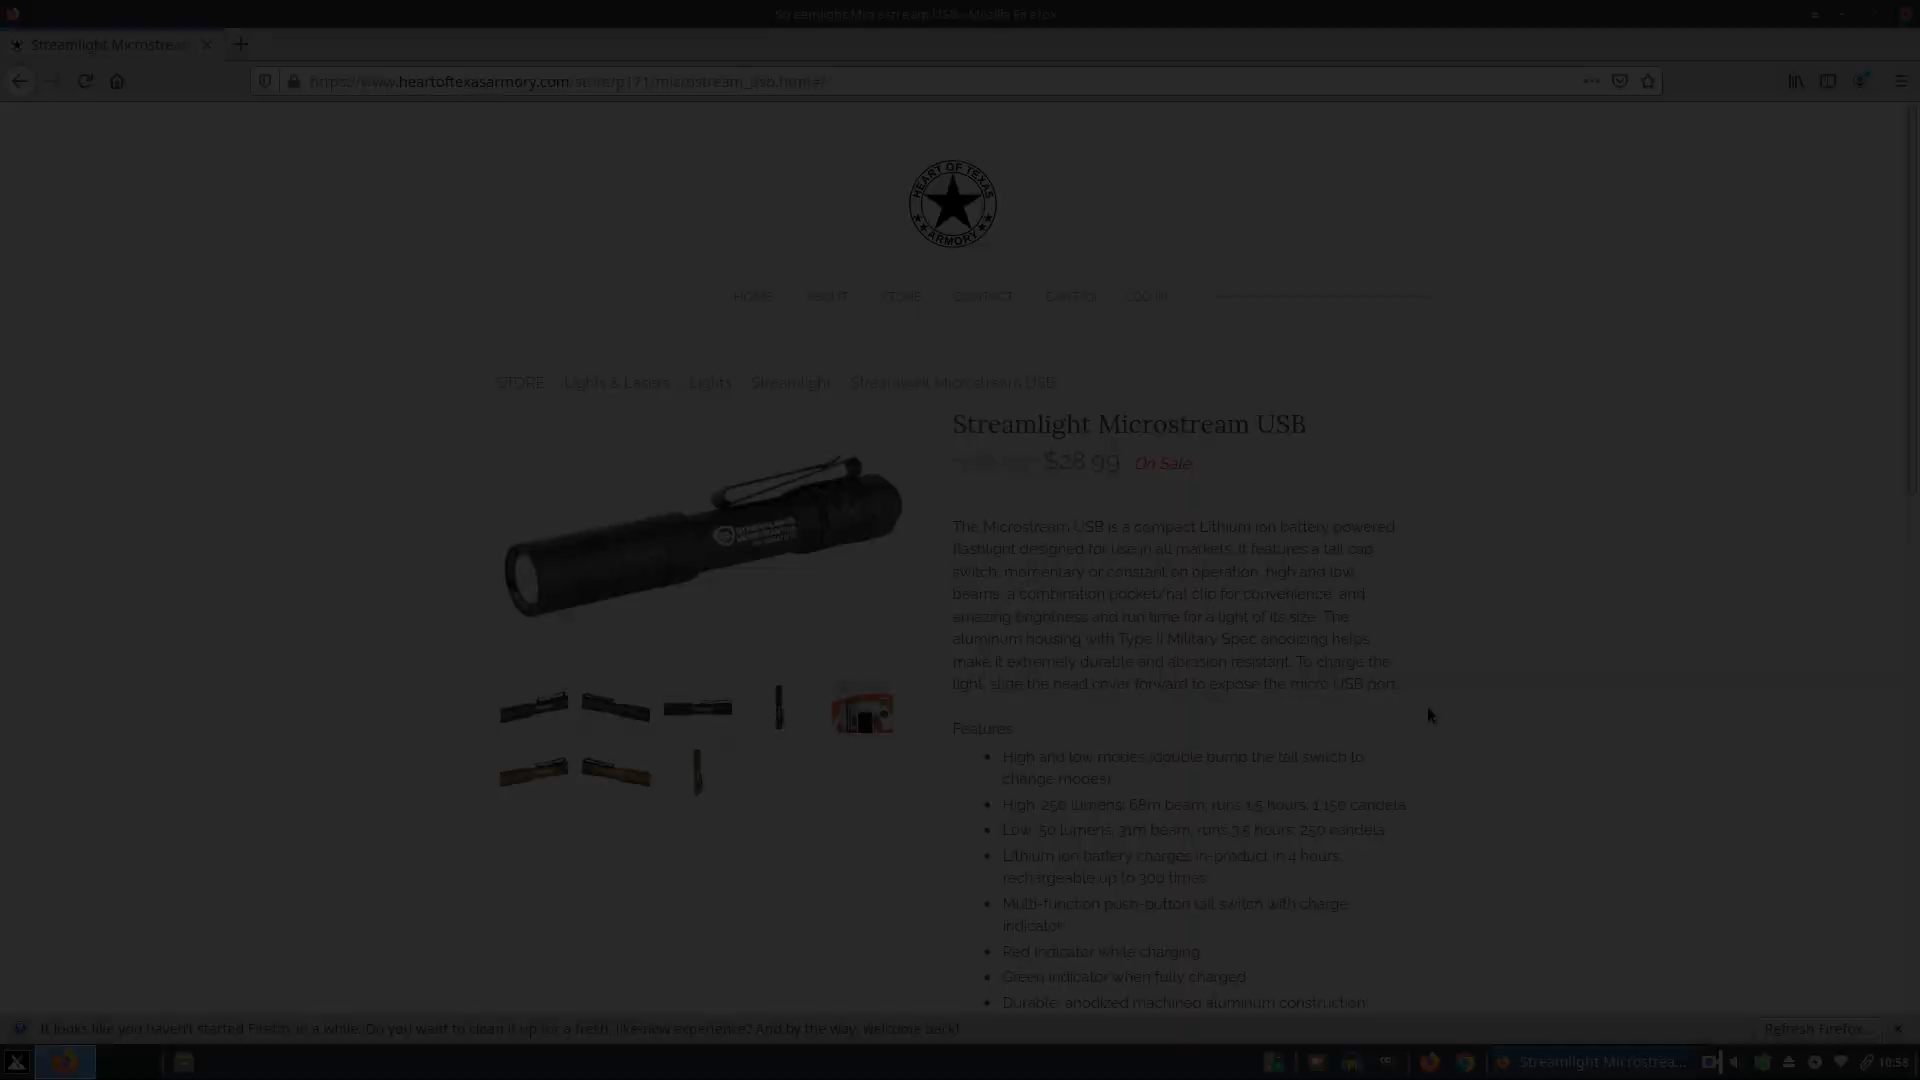 Streamlight Microstream USB - Mozilla Firefox
Streamlight Microstrea
https://www.heartoftexasarmory.com/store/p171/microstream_usb.html#/
HEART OF TEXAS
ARMORY
HOME ABOUT STORE CONTACT LOG IN
STORE Lights & Lasers Lights Streamlight Streamlight Microstream USB
Streamlight Microstream USB
$28.99 On Sale
The Microstream USB is a compact Lithium ion battery powered
flashlight designed for use in all markets. It features a tail cap
switch, momentary or constant on operation, high and low
beams, a combination pocket/hat clip for convenience, and
amazing brightness and run time for a light of its size. The
aluminum housing with Type II Military Spec anodizing helps
make it extremely durable and abrasion resistant. To charge the
light, slide the head cover forward to expose the micro USB port.
Features
High and low modes (double bump the tail switch to
change modes)
High: 250 lumens; 68m beam; runs 1.5 hours; 1,150 candela
Low: 50 lumens; 31m beam; runs 3.5 hours; 250 candela
Lithium ion battery charges in-product in 4 hours;
rechargeable up to 300 times
Multi-function push-button tail switch with charge
indicator
Red indicator while charging
Green indicator when fully charged
Durable, anodized machined aluminum construction
It looks like you haven't started Firefox in a while. Do you want to clean it up for a fresh, like-new experience? And by the way, welcome back!
Refresh Firefox...
Streamlight Microstrea...
10:58